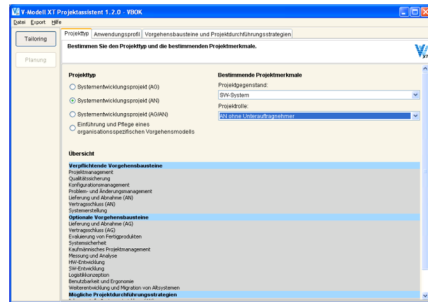 V Modell XT Projektassistent 1.2.0 - VBOK
Datei Export Hilfe
Tailoring
Planung
Projekttyp Anwendungsprofil Vorgehensbausteine und Projektdurchführungsstrategien
Bestimmen Sie den Projekttyp und die bestimmenden Projektmerkmale.
Projekttyp
Systementwicklungsprojekt (AG)
Systementwicklungsprojekt (AN)
Systementwicklungsprojekt (AG/AN)
Einführung und Pflege eines
organisationsspezifischen Vorgehensmodells
Bestimmende Projektmerkmale
Projektgegenstand:
SW-System
Projektrolle:
AN ohne Unterauftragnehmer
Übersicht
Verpflichtende Vorgehensbausteine
Projektmanagement
Qualitätssicherung
Konfigurationsmanagement
Problem- und Änderungsmanagement
Lieferung und Abnahme (AN)
Vertragsschluss (AN)
Systemerstellung
Optionale Vorgehensbausteine
Lieferung und Abnahme (AG)
Vertragsschluss (AG)
Evaluierung von Fertigprodukten
Systemsicherheit
Kaufmännisches Projektmanagement
Messung und Analyse
HW-Entwicklung
SW-Entwicklung
Logistikkonzeption
Benutzbarkeit und Ergonomie
Weiterentwicklung und Migration von Altsystemen
Mögliche Projektdurchführungsstrategien